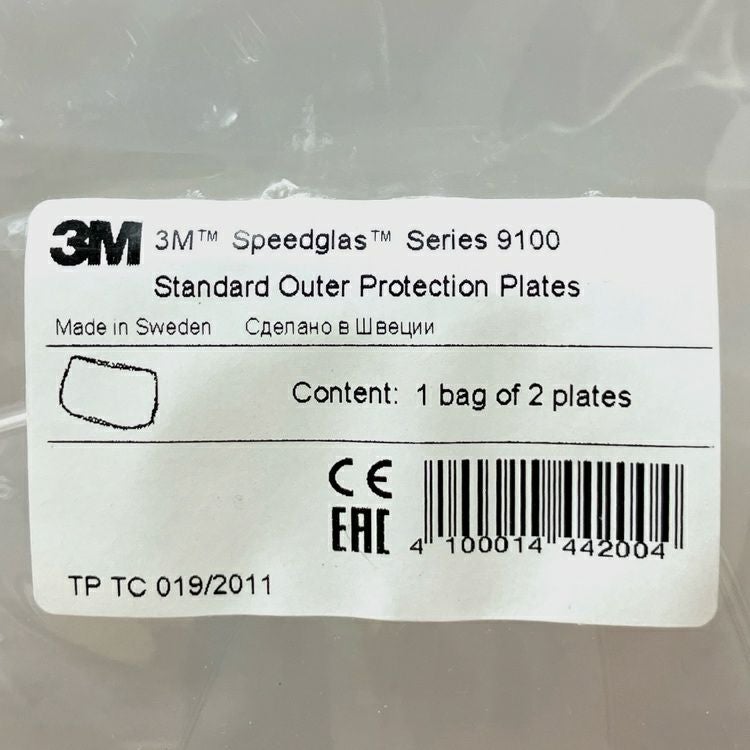 3M 3M™ Speedglas™ Series 9100
Standard Outer Protection Plates
Made in Sweden Сделано в Швеции
Content: 1 bag of 2 plates
CE
EAC
4 100014 442004
TP TC 019/2011